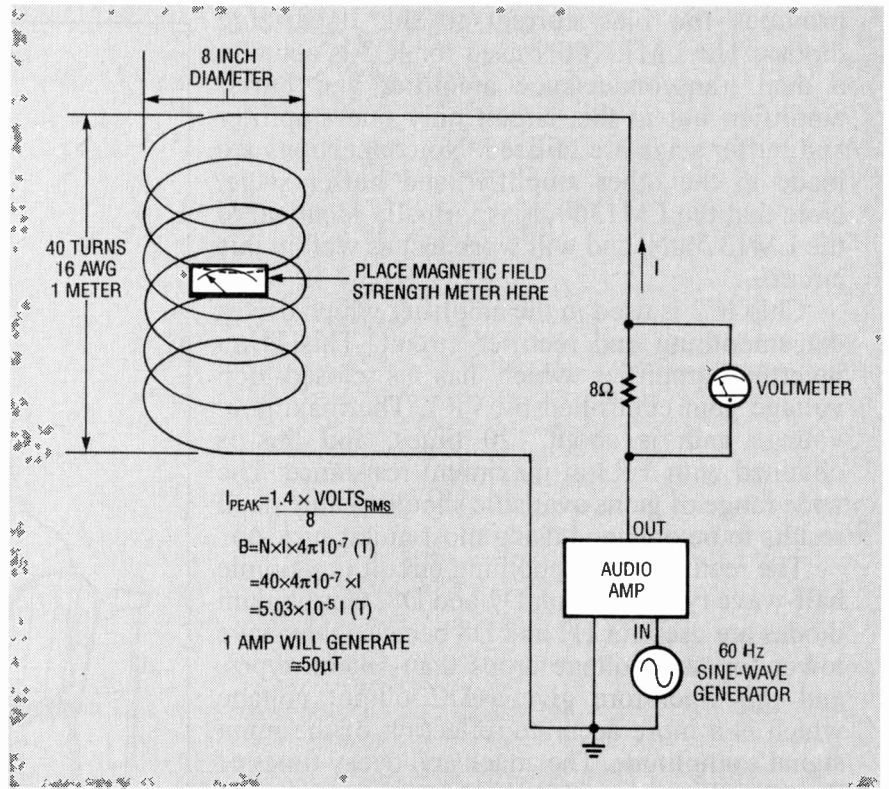 8 INCH
DIAMETER
40 TURNS
16 AWG
1 METER
PLACE MAGNETIC FIELD
STRENGTH METER HERE
I
8Ω
VOLTMETER
I_PEAK=1.4 × VOLTS_RMS
8
B=N×I×4π10⁻⁷ (T)
=40×4π10⁻⁷ ×I
=5.03×10⁻⁵ I (T)
1 AMP WILL GENERATE
≅50µT
OUT
AUDIO
AMP
IN
60 Hz
SINE-WAVE
GENERATOR